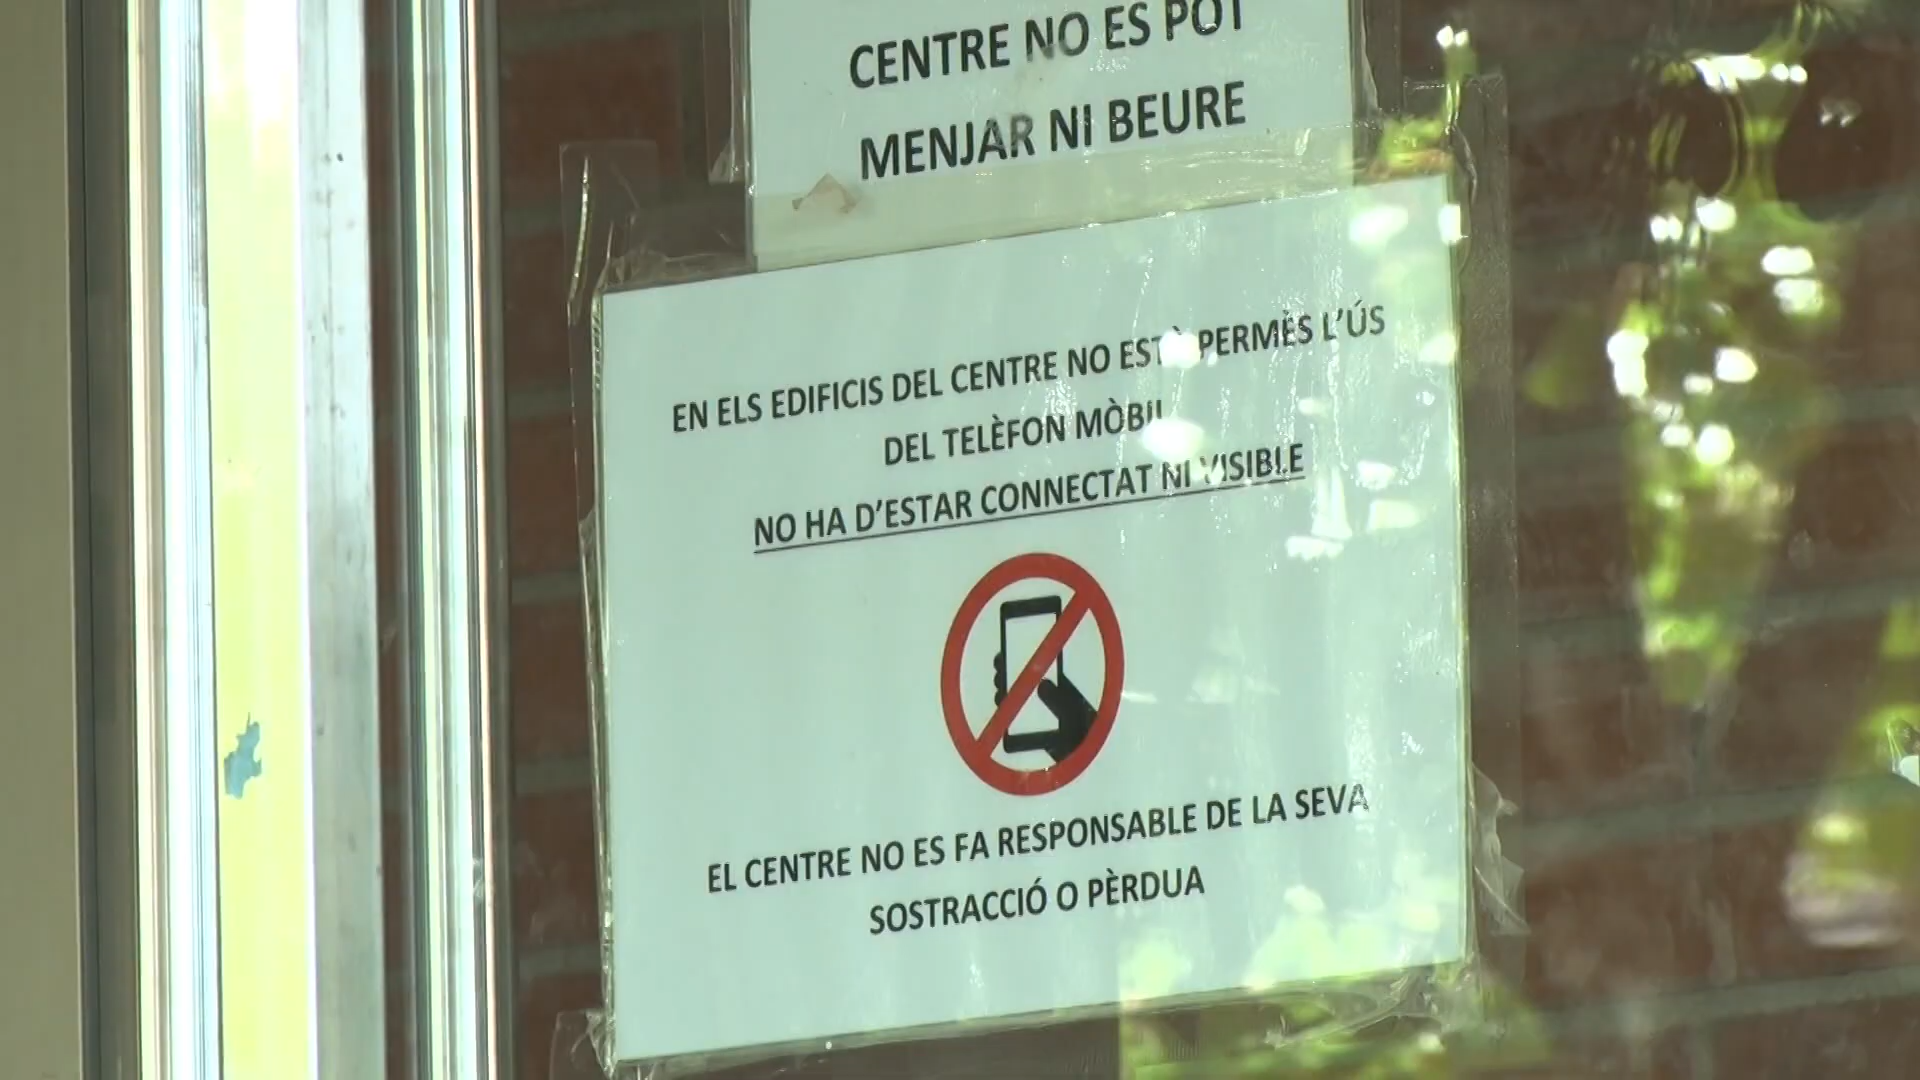 CENTRE NO ES POT
MENJAR NI BEURE
EN ELS EDIFICIS DEL CENTRE NO ESTÀ PERMÈS L'ÚS
DEL TELÈFON MÒBIL
NO HA D'ESTAR CONNECTAT NI VISIBLE
EL CENTRE NO ES FA RESPONSABLE DE LA SEVA
SOSTRACCIÓ O PÈRDUA